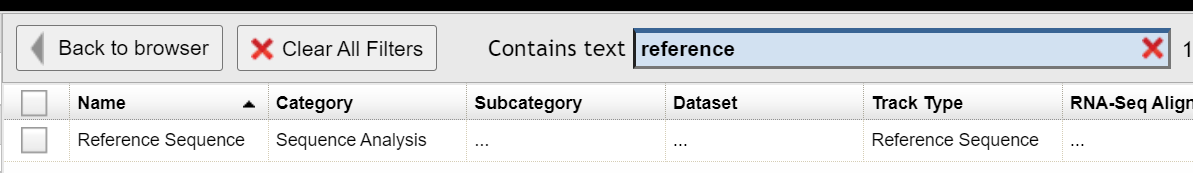 Back to browser Clear All Filters Contains text reference 1
Name Category Subcategory Dataset Track Type RNA-Seq Align
Reference Sequence Sequence Analysis ... ... Reference Sequence ...